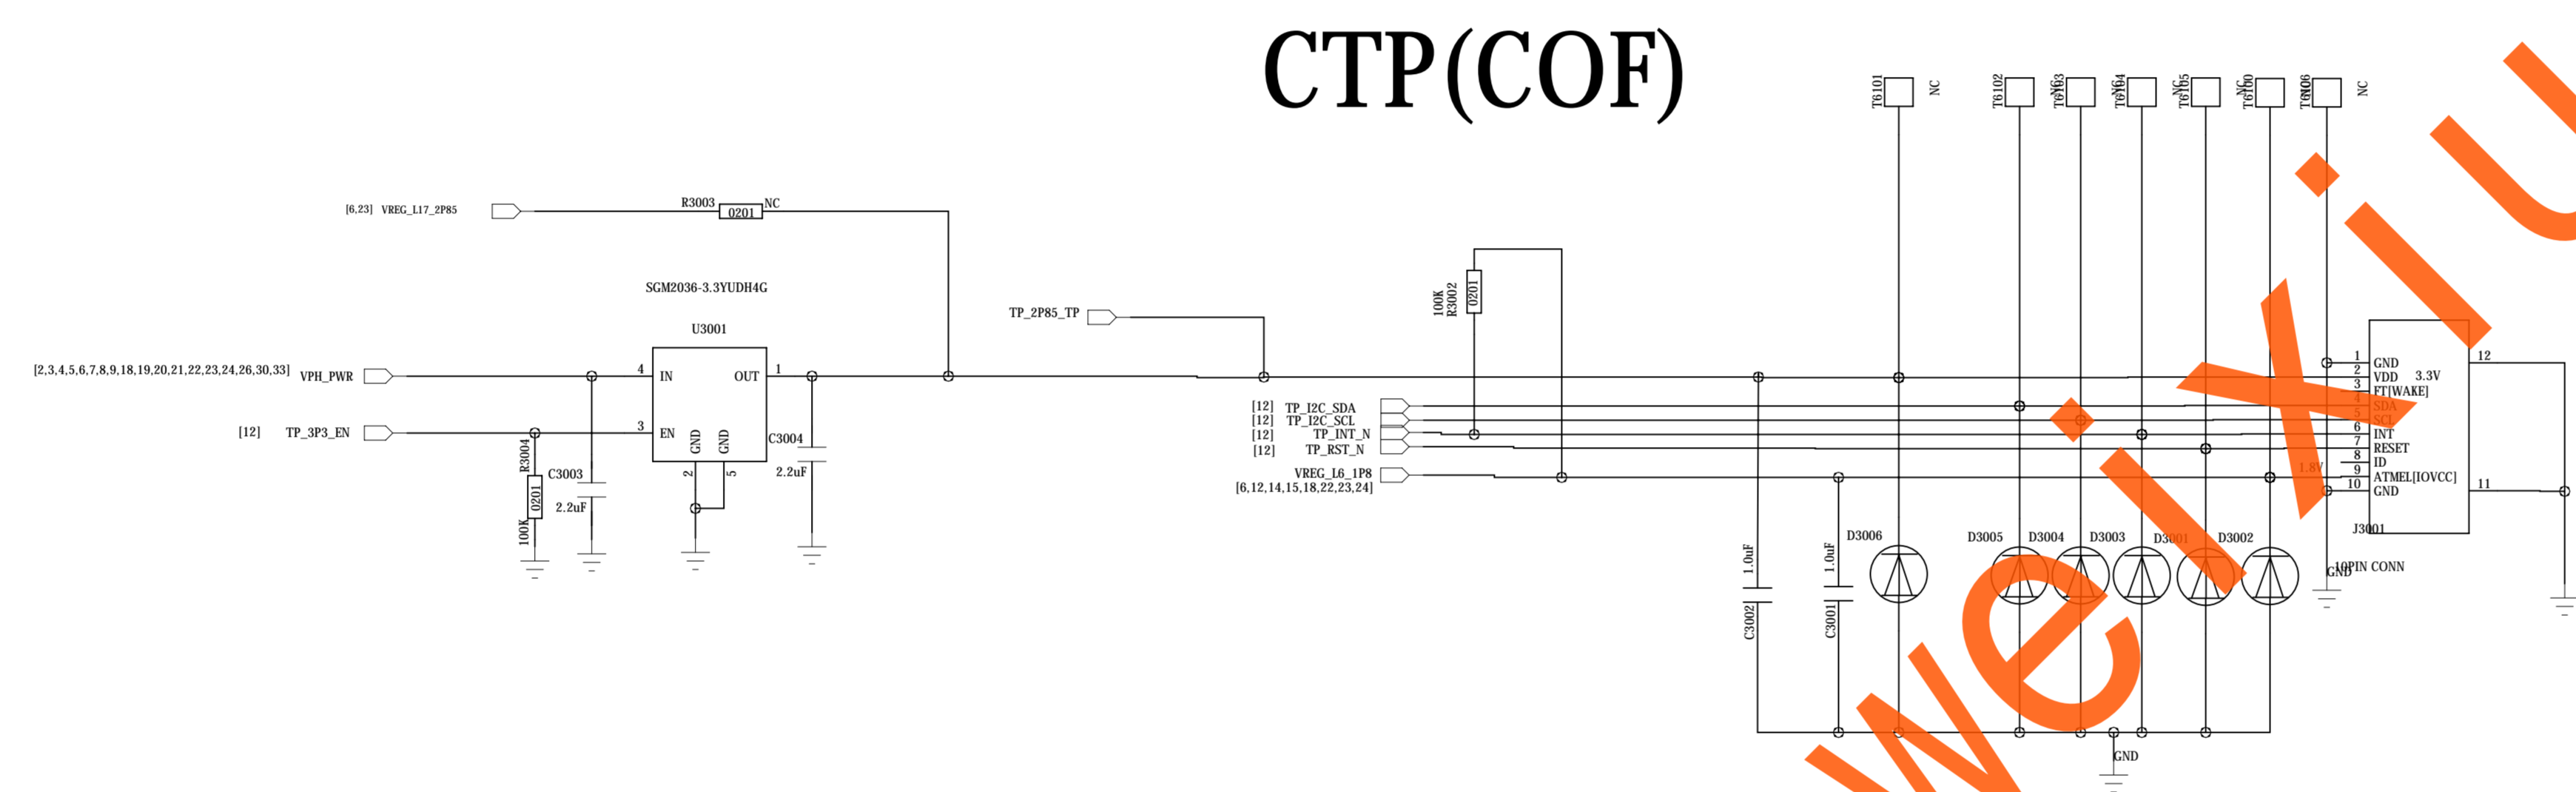 CTP(COF)
T6101
NC
T6102
NC
T6103
NC
T6104
NC
T6105
NC
T6100
NC
T6106
NC
[6,23] VREG_L17_2P85
R3003
0201
NC
SGM2036-3.3YUDH4G
U3001
TP_2P85_TP
100K
R3002
0201
[2,3,4,5,6,7,8,9,18,19,20,21,22,23,24,26,30,33] VPH_PWR
4 IN
OUT 1
[12] TP_3P3_EN
3 EN
GND
GND
2
5
R3004
0201
100K
C3003
2.2uF
C3004
2.2uF
[12] TP_I2C_SDA
[12] TP_I2C_SCL
[12] TP_INT_N
[12] TP_RST_N
VREG_L6_1P8
[6,12,14,15,18,22,23,24]
1 GND
2 VDD 3.3V
3 FT[WAKE]
4 SDA
5 SCL
6 INT
7 RESET
8 ID
1.8V
9 ATMEL[IOVCC]
10 GND
12
11
J3001
10PIN CONN
GND
1.0uF
C3002
1.0uF
C3001
D3006
D3005
D3004
D3003
D3001
D3002
GND
weixiu